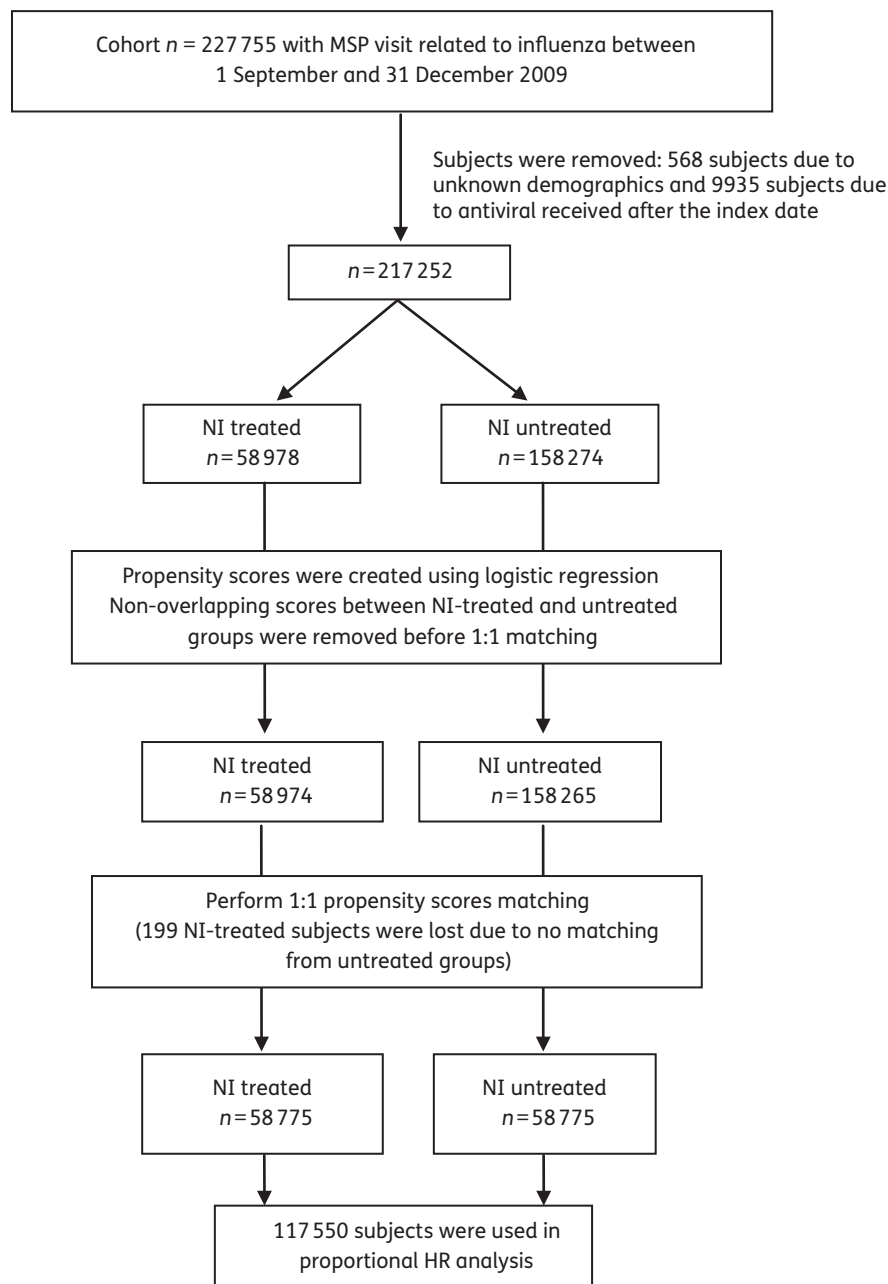 Cohort n = 227 755 with MSP visit related to influenza between
1 September and 31 December 2009
Subjects were removed: 568 subjects due to
unknown demographics and 9935 subjects due
to antiviral received after the index date
n=217 252
NI treated
n=58 978
NI untreated
n=158 274
Propensity scores were created using logistic regression
Non-overlapping scores between NI-treated and untreated
groups were removed before 1:1 matching
NI treated
n=58 974
NI untreated
n=158 265
Perform 1:1 propensity scores matching
(199 NI-treated subjects were lost due to no matching
from untreated groups)
NI treated
n=58 775
NI untreated
n=58 775
117 550 subjects were used in
proportional HR analysis